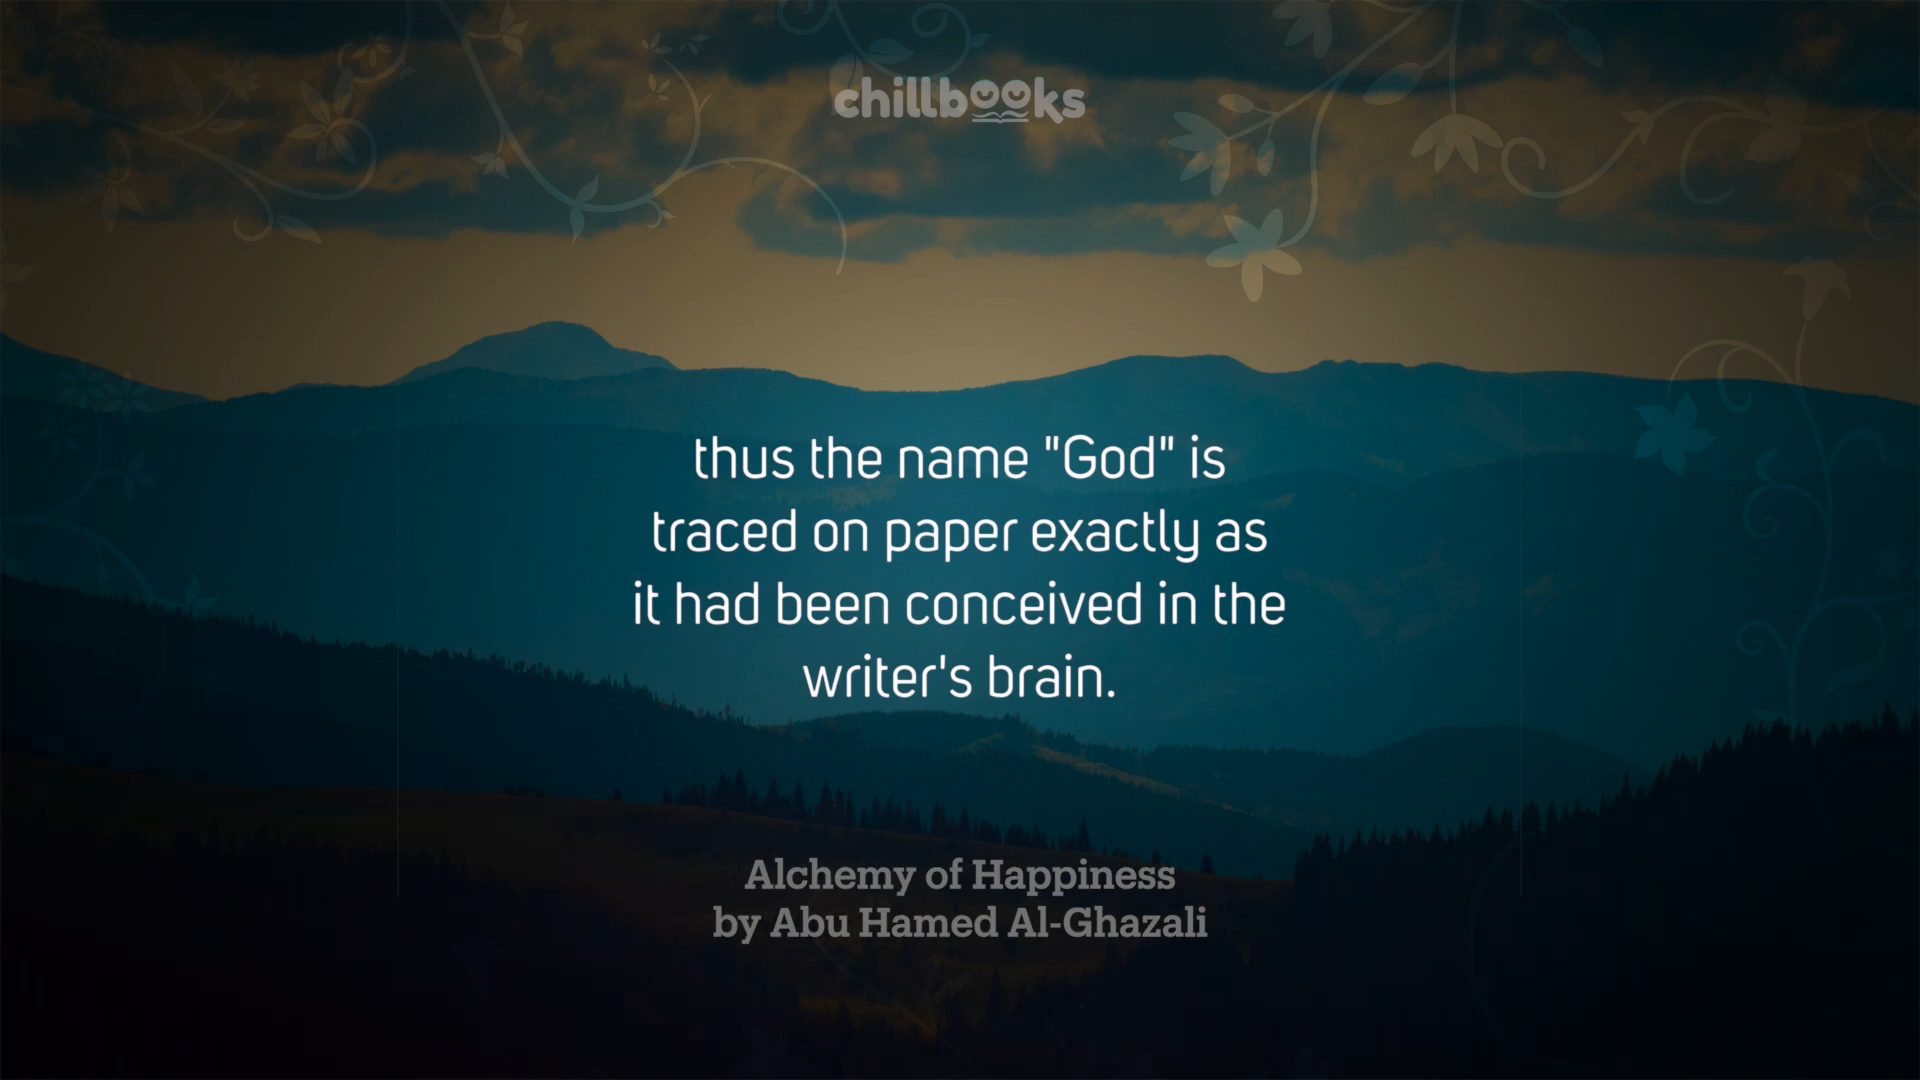 chillbooks
thus the name "God" is
traced on paper exactly as
it had been conceived in the
writer's brain.
Alchemy of Happiness
by Abu Hamed Al-Ghazali